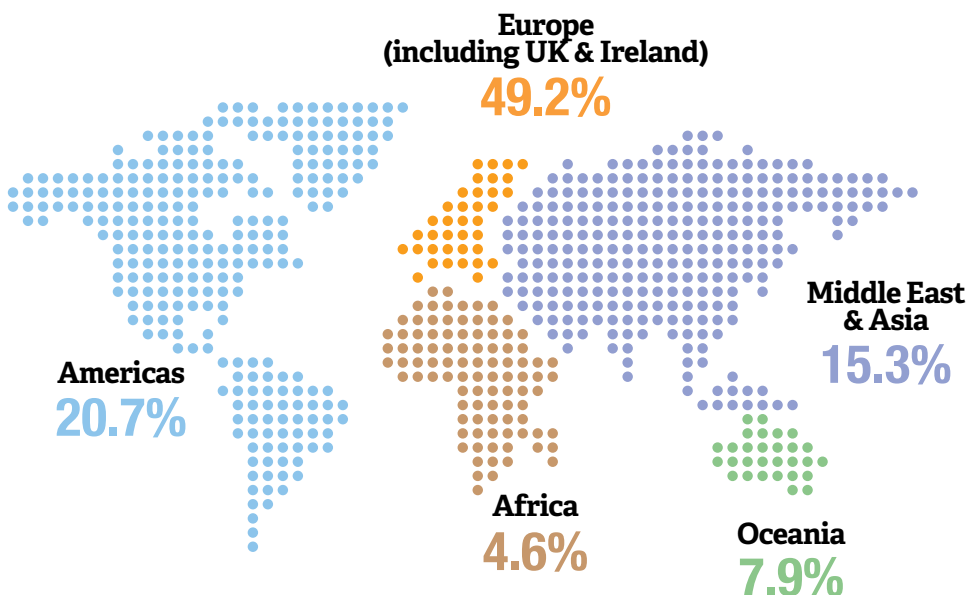 Europe
(including UK & Ireland)
49.2%
Middle East
& Asia
15.3%
Americas
20.7%
Africa
4.6%
Oceania
7.9%